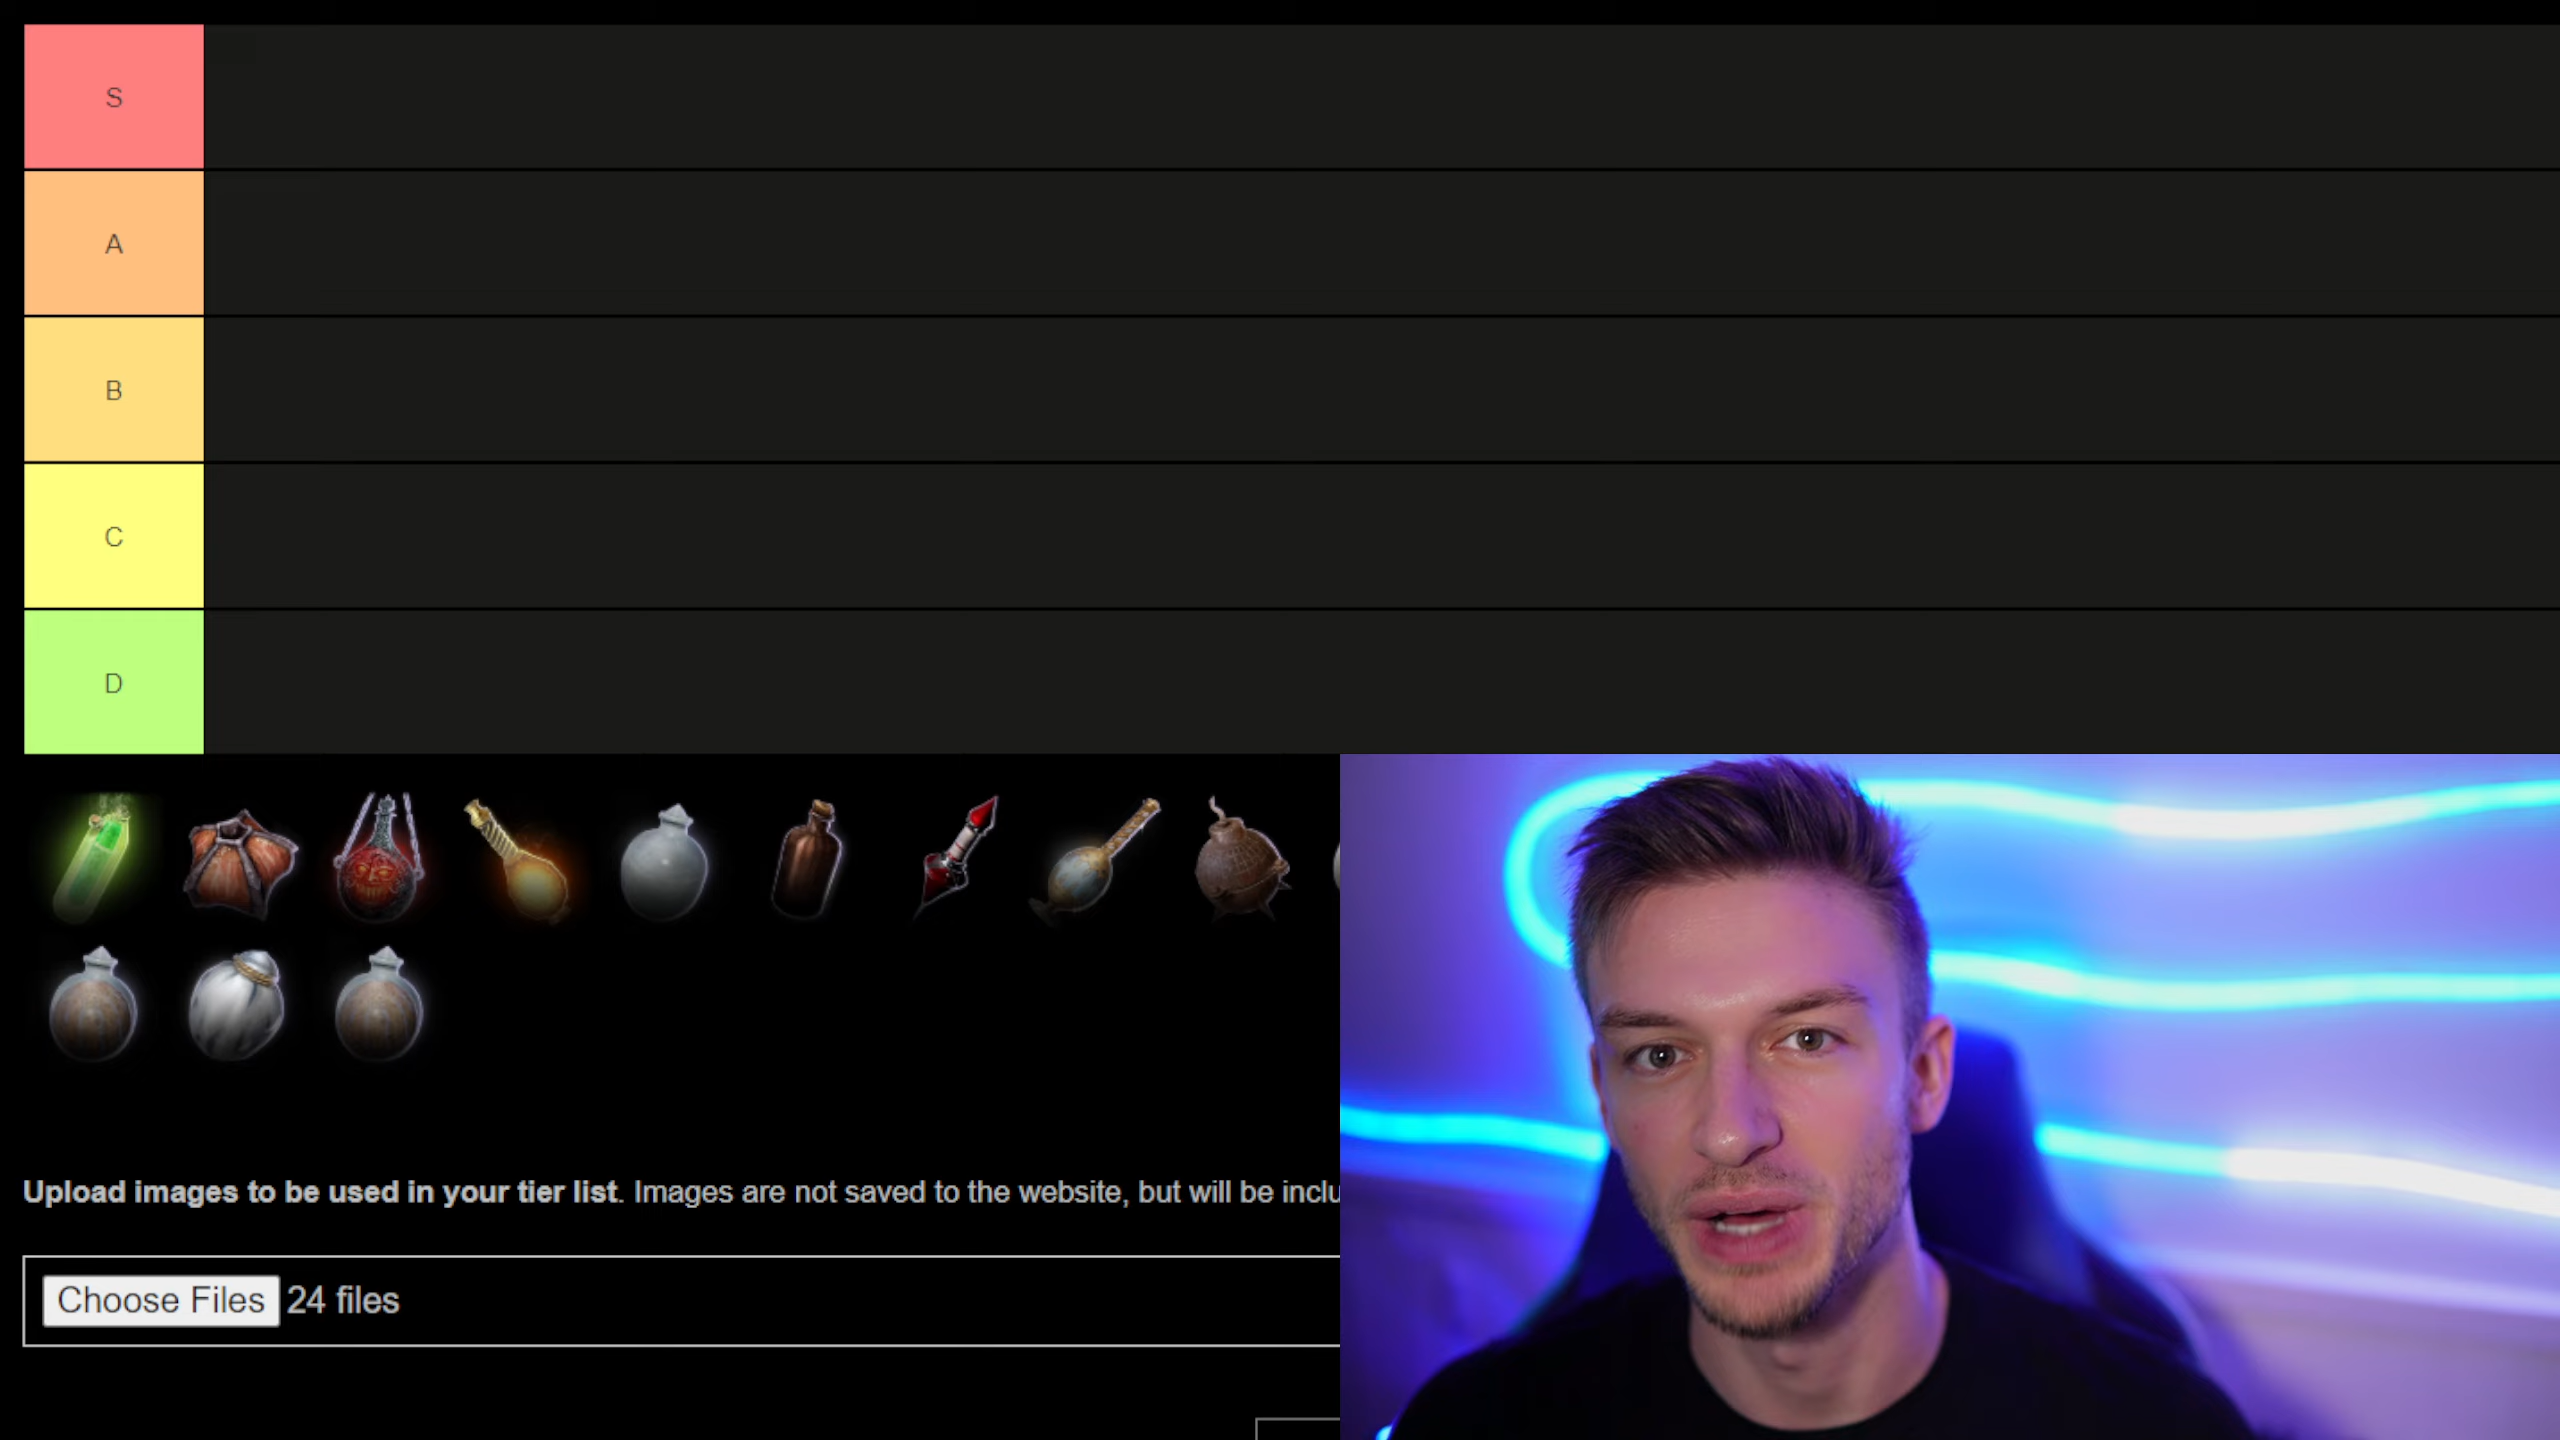 S
A
B
C
D
Upload images to be used in your tier list. Images are not saved to the website, but will be
Choose Files 24 files